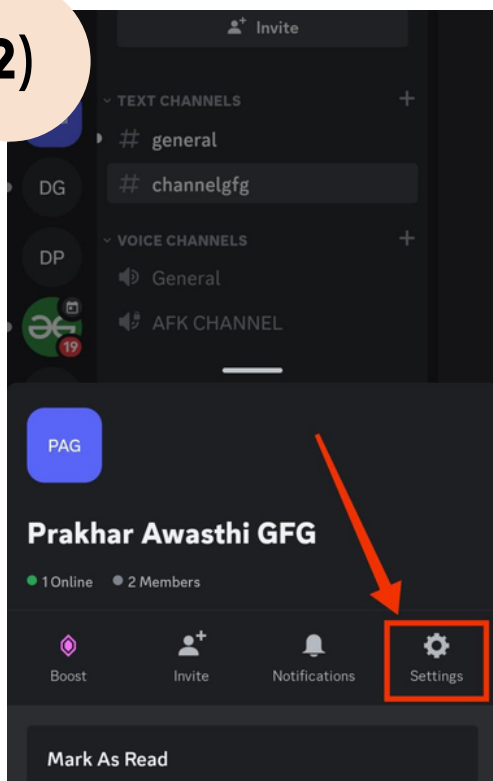 2)
Invite
TEXT CHANNELS
# general
DG
# channelgfg
VOICE CHANNELS
DP
General
AFK CHANNEL
19
PAG
Prakhar Awasthi GFG
1 Online 2 Members
Boost Invite Notifications Settings
Mark As Read